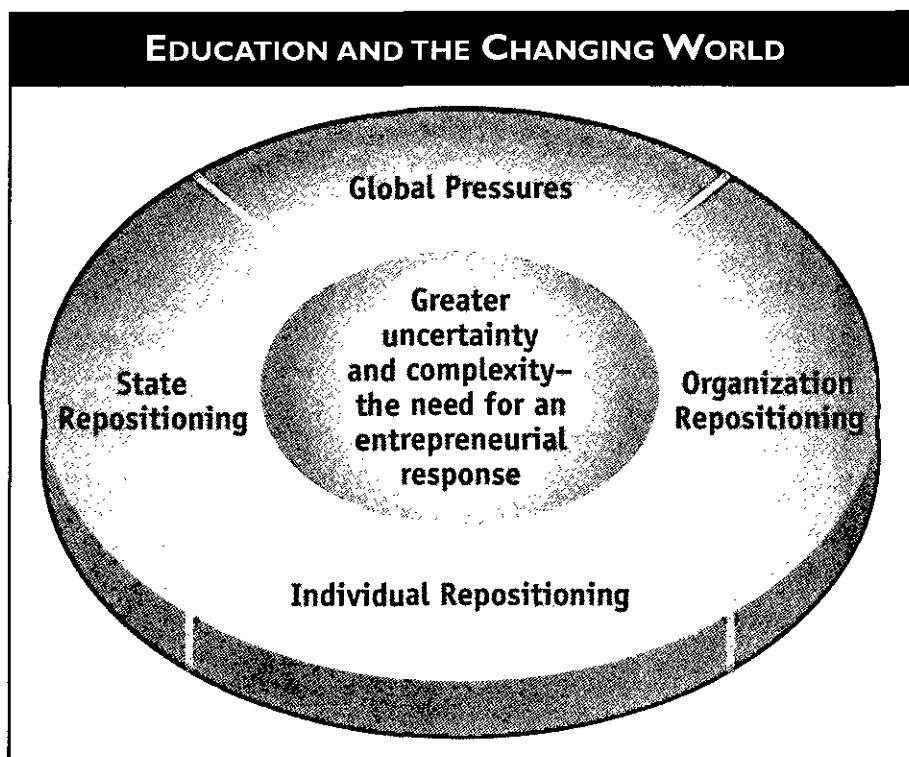 EDUCATION AND THE CHANGING WORLD
Global Pressures
Greater
uncertainty
and complexity–
the need for an
entrepreneurial
response
State
Repositioning
Organization
Repositioning
Individual Repositioning